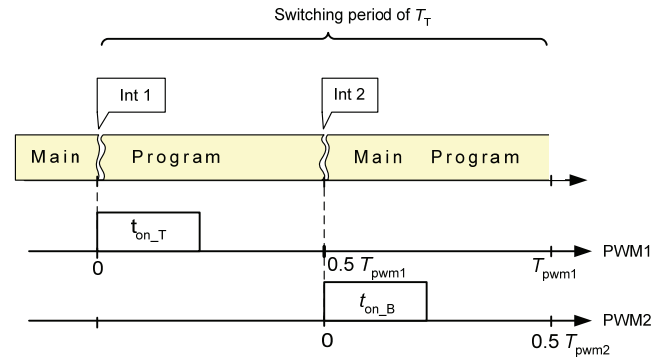 Switching period of T_T
Int 1
Int 2
Main Program Main Program
t_on_T
PWM1
0
0.5 T_pwm1
T_pwm1
t_on_B
PWM2
0
0.5 T_pwm2